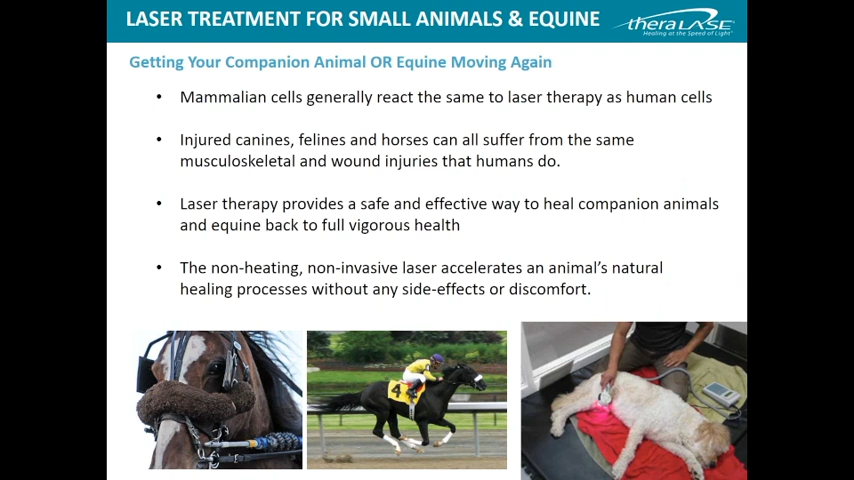 LASER TREATMENT FOR SMALL ANIMALS & EQUINE
theraLASE
Healing at the Speed of Light®
Getting Your Companion Animal OR Equine Moving Again
• Mammalian cells generally react the same to laser therapy as human cells
• Injured canines, felines and horses can all suffer from the same
musculoskeletal and wound injuries that humans do.
• Laser therapy provides a safe and effective way to heal companion animals
and equine back to full vigorous health
• The non-heating, non-invasive laser accelerates an animal's natural
healing processes without any side-effects or discomfort.
4